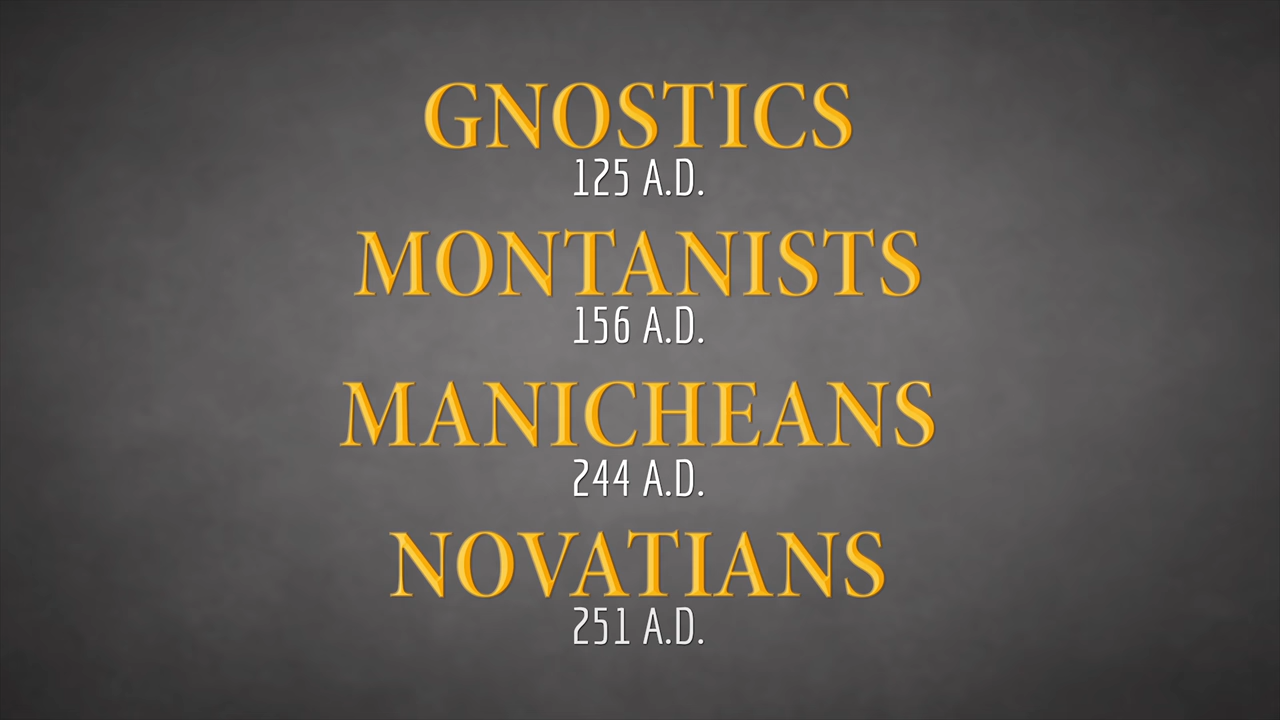 GNOSTICS
125 A.D.
MONTANISTS
156 A.D.
MANICHEANS
244 A.D.
NOVATIANS
251 A.D.